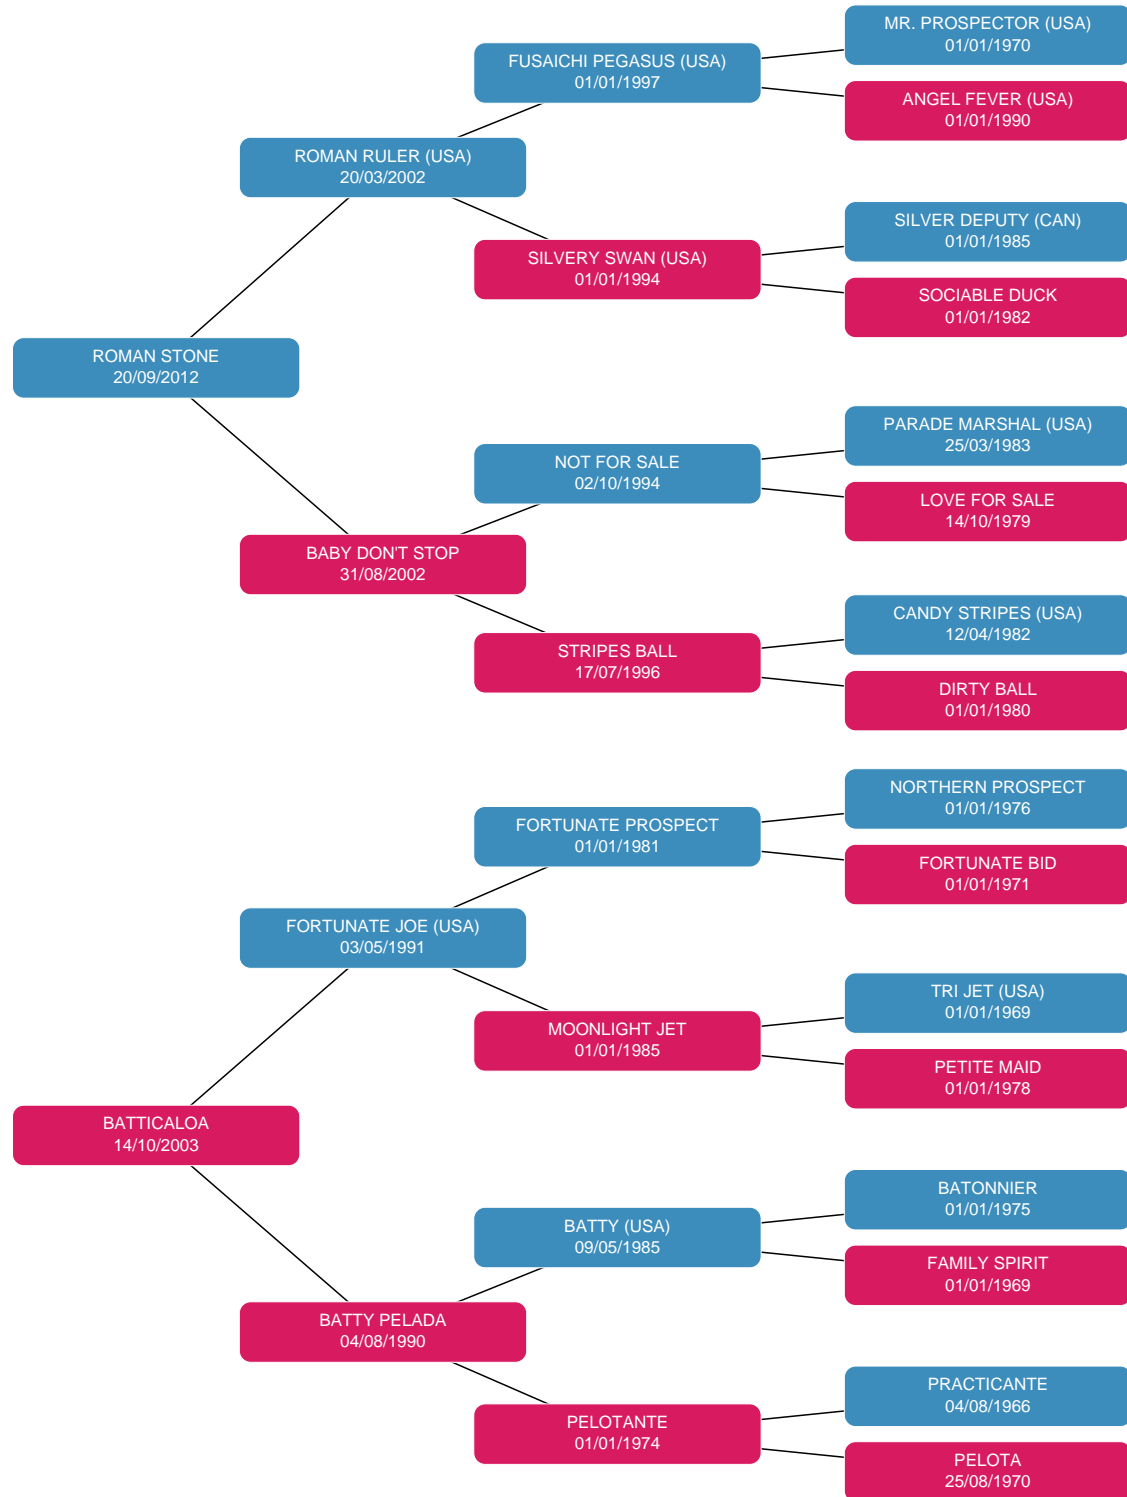 MR. PROSPECTOR (USA)
01/01/1970
FUSAICHI PEGASUS (USA)
01/01/1997
ANGEL FEVER (USA)
01/01/1990
ROMAN RULER (USA)
20/03/2002
SILVER DEPUTY (CAN)
01/01/1985
SILVERY SWAN (USA)
01/01/1994
SOCIABLE DUCK
01/01/1982
ROMAN STONE
20/09/2012
PARADE MARSHAL (USA)
25/03/1983
NOT FOR SALE
02/10/1994
LOVE FOR SALE
14/10/1979
BABY DON'T STOP
31/08/2002
CANDY STRIPES (USA)
12/04/1982
STRIPES BALL
17/07/1996
DIRTY BALL
01/01/1980
NORTHERN PROSPECT
01/01/1976
FORTUNATE PROSPECT
01/01/1981
FORTUNATE BID
01/01/1971
FORTUNATE JOE (USA)
03/05/1991
TRI JET (USA)
01/01/1969
MOONLIGHT JET
01/01/1985
PETITE MAID
01/01/1978
BATTICALOA
14/10/2003
BATONNIER
01/01/1975
BATTY (USA)
09/05/1985
FAMILY SPIRIT
01/01/1969
BATTY PELADA
04/08/1990
PRACTICANTE
04/08/1966
PELOTANTE
01/01/1974
PELOTA
25/08/1970